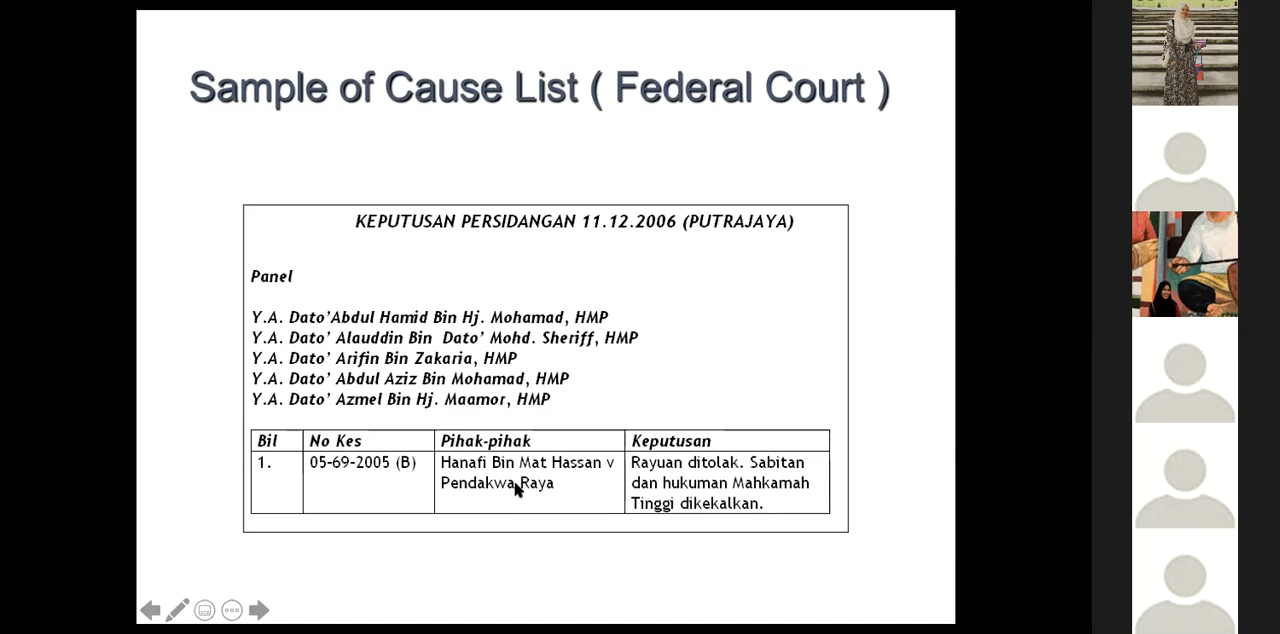 Sample of Cause List ( Federal Court )
KEPUTUSAN PERSIDANGAN 11.12.2006 (PUTRAJAYA)
Panel
Y.A. Dato'Abdul Hamid Bin Hj. Mohamad, HMP
Y.A. Dato' Alauddin Bin Dato' Mohd. Sheriff, HMP
Y.A. Dato' Arifin Bin Zakaria, HMP
Y.A. Dato' Abdul Aziz Bin Mohamad, HMP
Y.A. Dato' Azmel Bin Hj. Maamor, HMP
Bil No Kes Pihak-pihak Keputusan
1. 05-69-2005 (B) Hanafi Bin Mat Hassan v Rayuan ditolak. Sabitan
Pendakwa Raya dan hukuman Mahkamah
Tinggi dikekalkan.